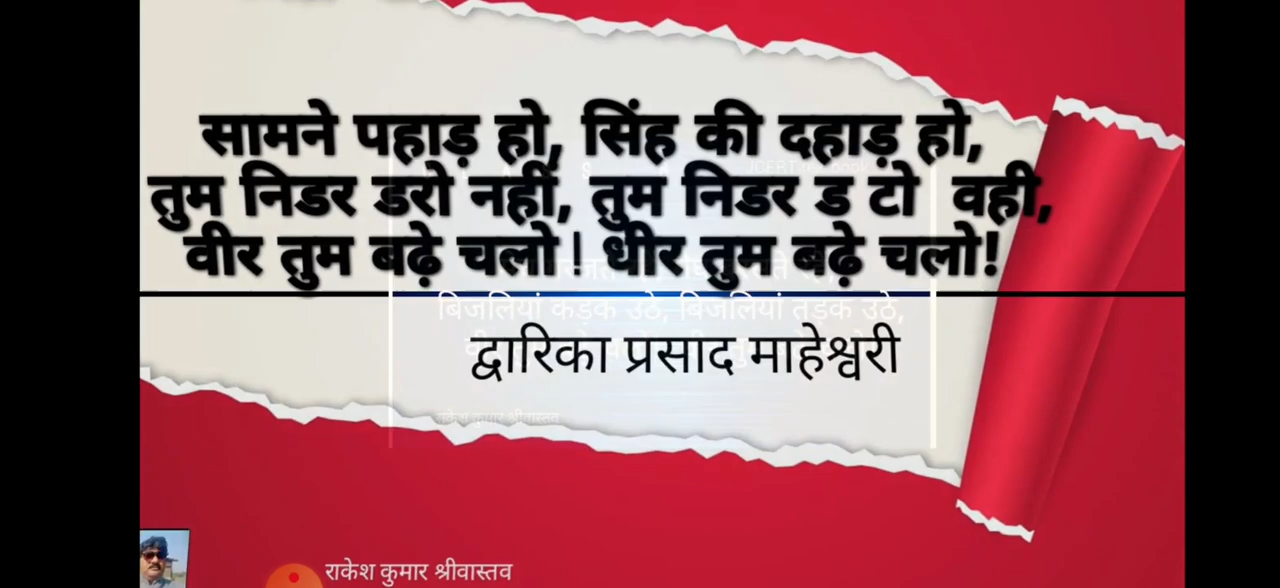 सामने पहाड़ हो, सिंह की दहाड़ हो,
तुम निडर डरो नहीं, तुम निडर ड टो वही,
वीर तुम बढ़े चलो! धीर तुम बढ़े चलो!
बिजलियां कड़क उठे, बिजलियां तड़क उठे,
द्वारिका प्रसाद माहेश्वरी
राकेश कुमार श्रीवास्तव
राकेश कुमार श्रीवास्तव